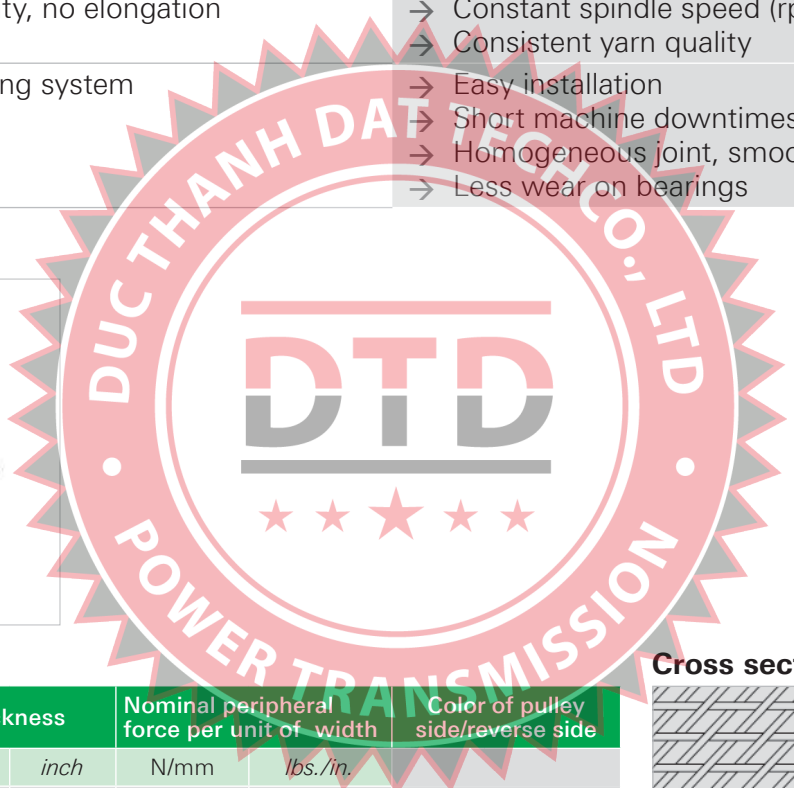 ty, no elongation
→ Constant spindle speed (rp
→ Consistent yarn quality
ng system
→ Easy installation
→ Short machine downtimes
→ Homogeneous joint, smoo
→ Less wear on bearings
DUC THANH DAT TECH CO., LTD
DTD
POWER TRANSMISSION
Cross sect
kness
Nominal peripheral
force per unit of width
Color of pulley
side/reverse side
inch
N/mm
lbs./in.